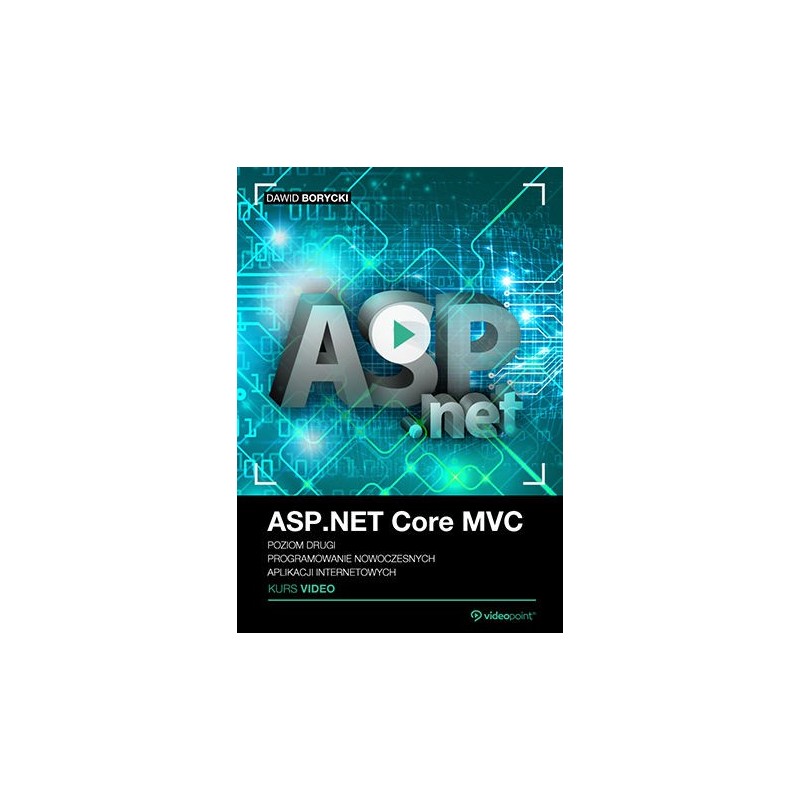 DAWID BORYCKI
ASP
.net
ASP.NET Core MVC
POZIOM DRUGI
PROGRAMOWANIE NOWOCZESNYCH
APLIKACJI INTERNETOWYCH
KURS VIDEO
videopoint®